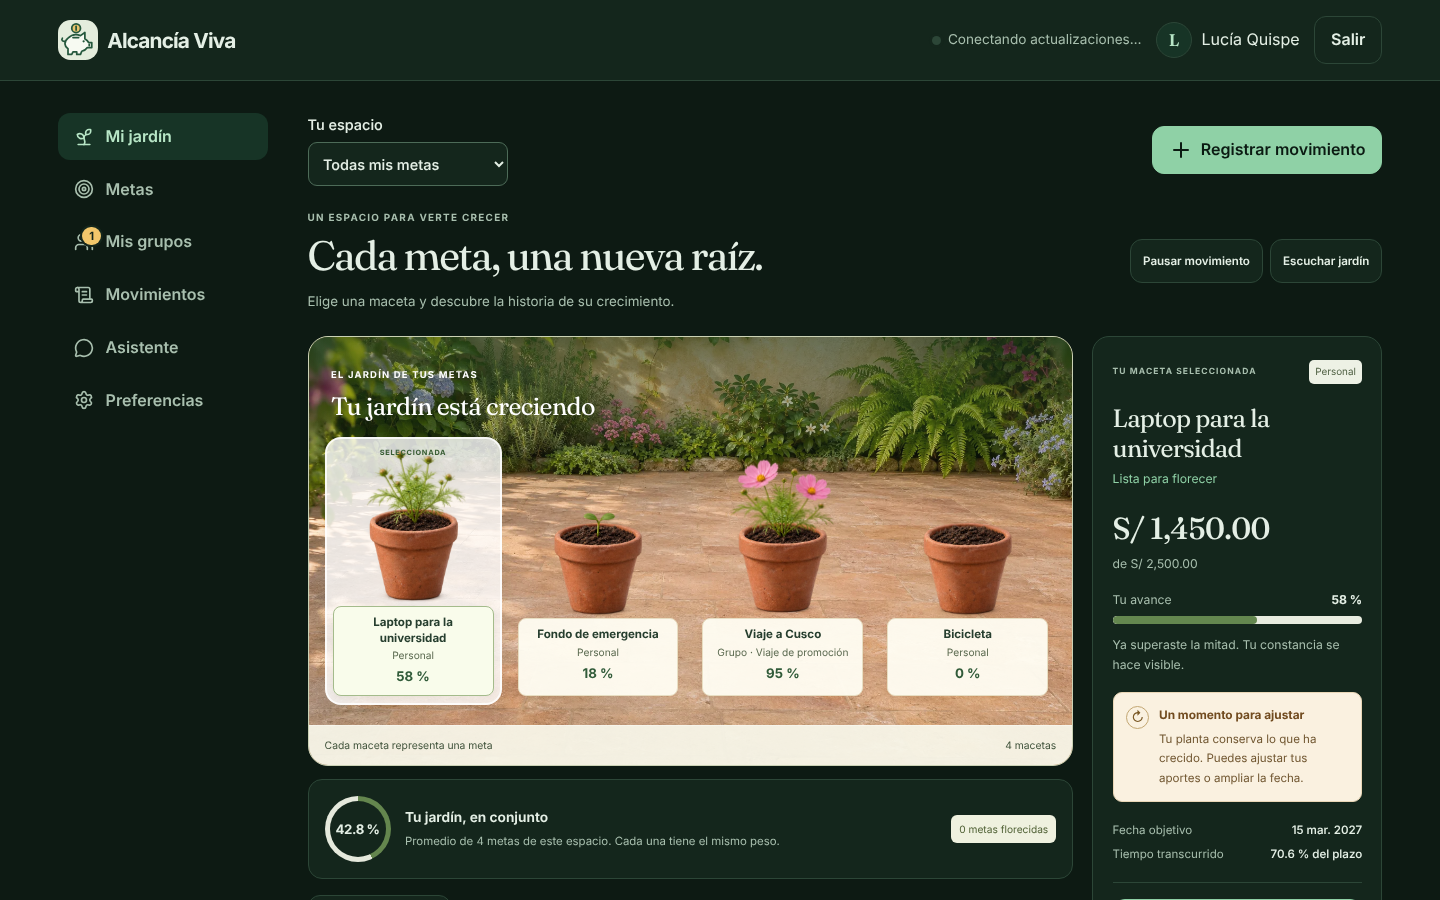 Alcancía Viva
Conectando actualizaciones...
L
Lucía Quispe
Salir
Mi jardín
Metas
1
Mis grupos
Movimientos
Asistente
Preferencias
Tu espacio
Todas mis metas
Registrar movimiento
UN ESPACIO PARA VERTE CRECER
Cada meta, una nueva raíz.
Elige una maceta y descubre la historia de su crecimiento.
Pausar movimiento
Escuchar jardín
EL JARDÍN DE TUS METAS
Tu jardín está creciendo
SELECCIONADA
Laptop para la
universidad
Personal
58 %
Fondo de emergencia
Personal
18 %
Viaje a Cusco
Grupo · Viaje de promoción
95 %
Bicicleta
Personal
0 %
Cada maceta representa una meta
4 macetas
42.8 %
Tu jardín, en conjunto
Promedio de 4 metas de este espacio. Cada una tiene el mismo peso.
0 metas florecidas
TU MACETA SELECCIONADA
Personal
Laptop para la
universidad
Lista para florecer
S/ 1,450.00
de S/ 2,500.00
Tu avance
58 %
Ya superaste la mitad. Tu constancia se
hace visible.
Un momento para ajustar
Tu planta conserva lo que ha
crecido. Puedes ajustar tus
aportes o ampliar la fecha.
Fecha objetivo
15 mar. 2027
Tiempo transcurrido
70.6 % del plazo